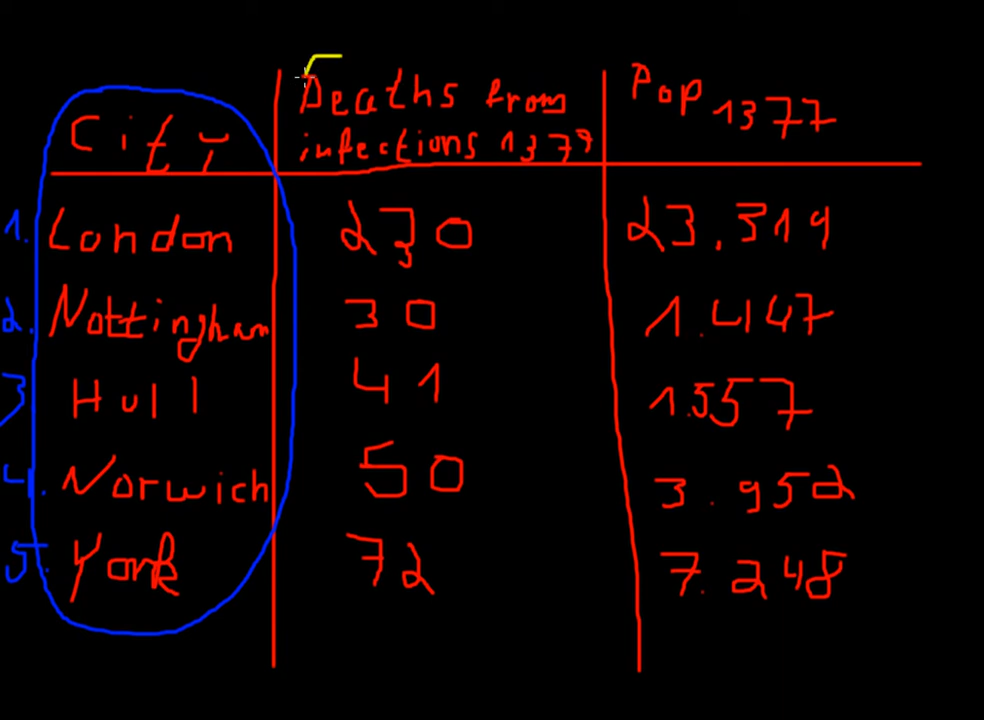 City Deaths from infections 1377 Pop 1377
1. London 230 23.319
2. Nottingham 30 1.447
3 Hull 41 1.557
4. Norwich 50 3.952
5. York 72 7.248